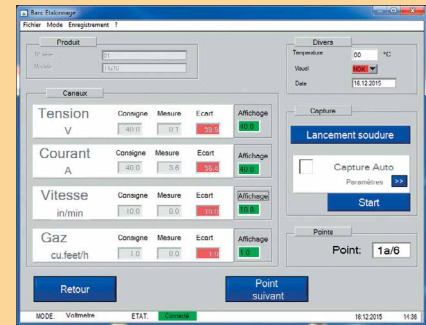 Banc Etalonnage
Fichier Mode Enregistrement ?
Produit
Divers
01
Température 00 °C
Visuel NOK
Date 16.12.2015
Canaux
Capture
Tension Consigne Mesure Ecart Affichage
V 40.0 0.1 39.9 40.0
Lancement soudure
Courant Consigne Mesure Ecart Affichage
A 40.0 3.6 40.0
Capture Auto
Paramètres >>
Start
Vitesse Consigne Mesure Ecart Affichage
in/min 10.0 0.0 10.0 10.0
Gaz Consigne Mesure Ecart Affichage
cu.feet/h 1.0 0.0 1.0 1.0
Points
Point: 1a/6
Retour
Point
suivant
MODE: Voltmetre ETAT: Connecté 16:12:2015 14:36